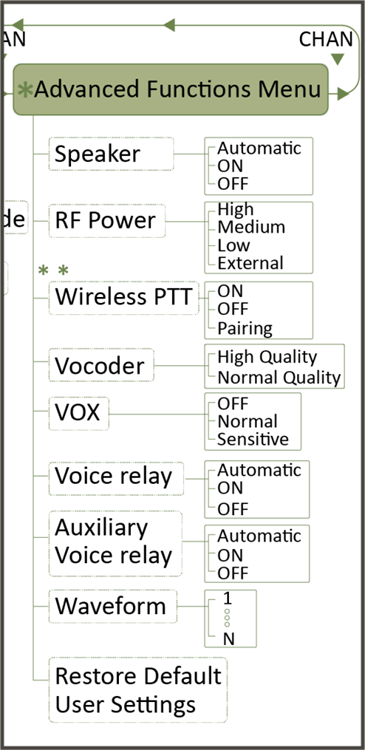 AN
CHAN
*Advanced Functions Menu
Speaker
Automatic
ON
OFF
de
RF Power
High
Medium
Low
External
* *
Wireless PTT
ON
OFF
Pairing
Vocoder
High Quality
Normal Quality
VOX
OFF
Normal
Sensitive
Voice relay
Automatic
ON
OFF
Auxiliary
Voice relay
Automatic
ON
OFF
Waveform
1
N
Restore Default
User Settings